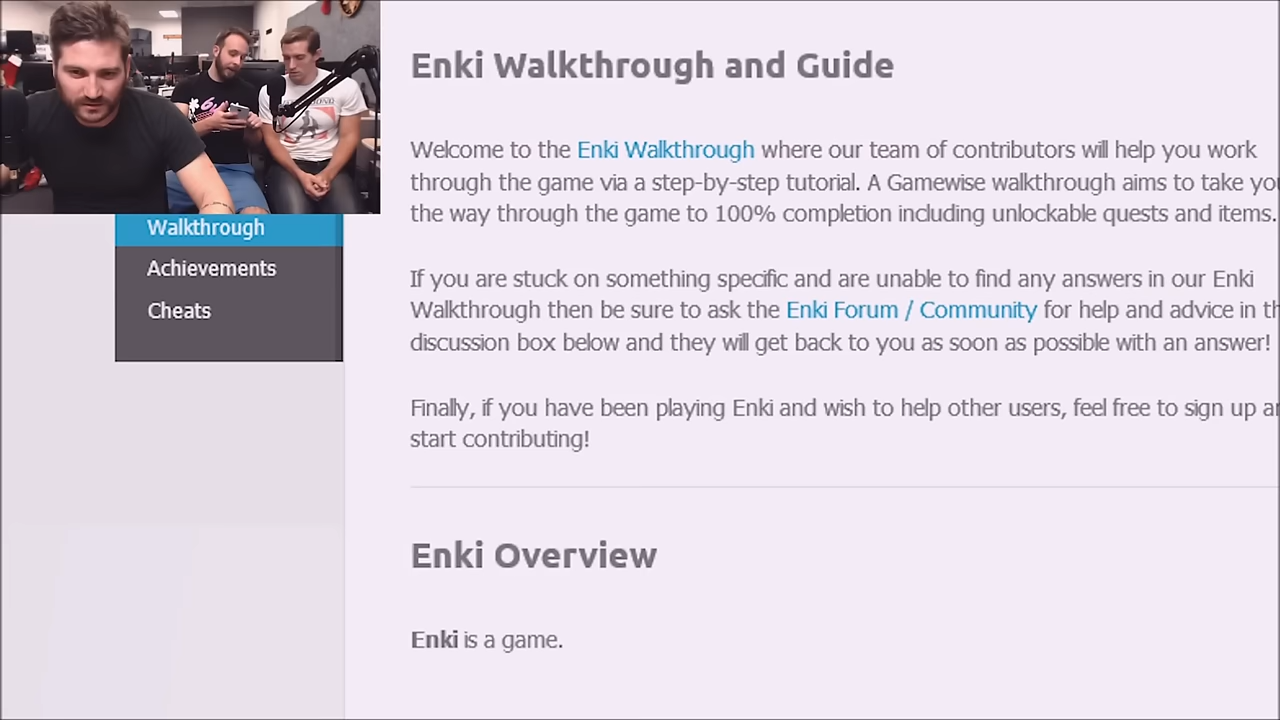 Enki Walkthrough and Guide
Welcome to the Enki Walkthrough where our team of contributors will help you work
through the game via a step-by-step tutorial. A Gamewise walkthrough aims to take
the way through the game to 100% completion including unlockable quests and items.
If you are stuck on something specific and are unable to find any answers in our Enki
Walkthrough then be sure to ask the Enki Forum / Community for help and advice in
discussion box below and they will get back to you as soon as possible with an answer!
Finally, if you have been playing Enki and wish to help other users, feel free to sign up
start contributing!
Enki Overview
Enki is a game.
Walkthrough
Achievements
Cheats